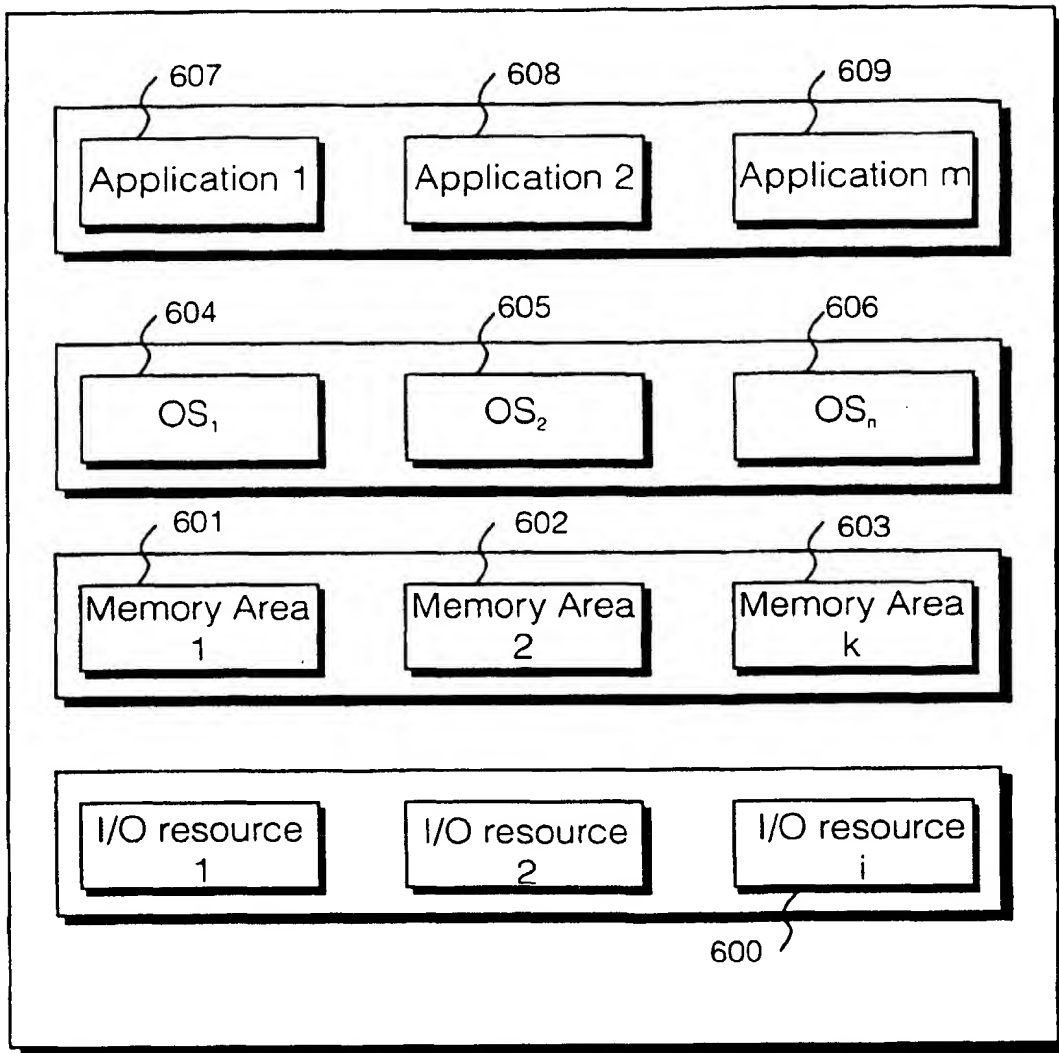 607 608 609
Application 1 Application 2 Application m
604 605 606
OS₁ OS₂ OSₙ
601 602 603
Memory Area Memory Area Memory Area
1 2 k
I/O resource I/O resource I/O resource
1 2 i
600